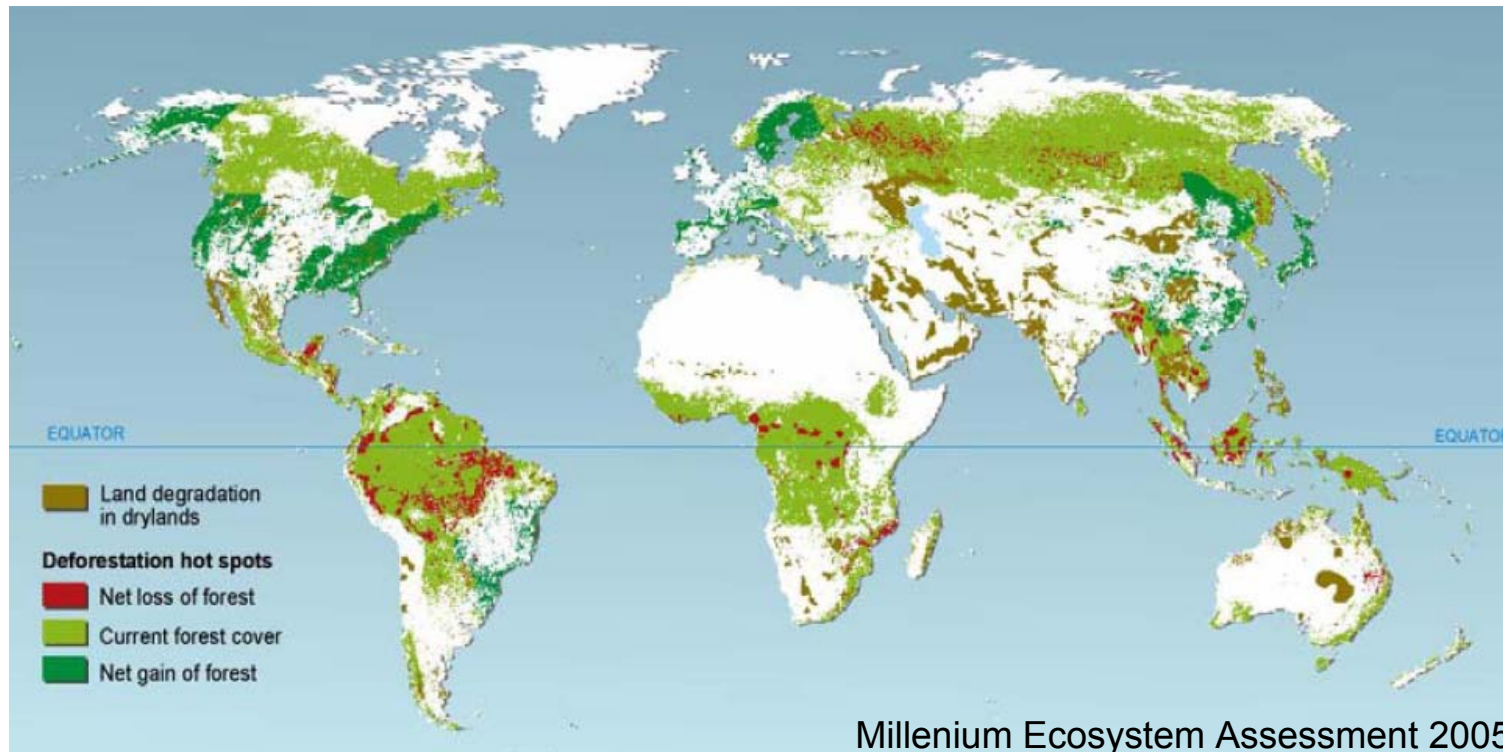 EQUATOR
EQUATOR
Land degradation
in drylands
Deforestation hot spots
Net loss of forest
Current forest cover
Net gain of forest
Millenium Ecosystem Assessment 2005